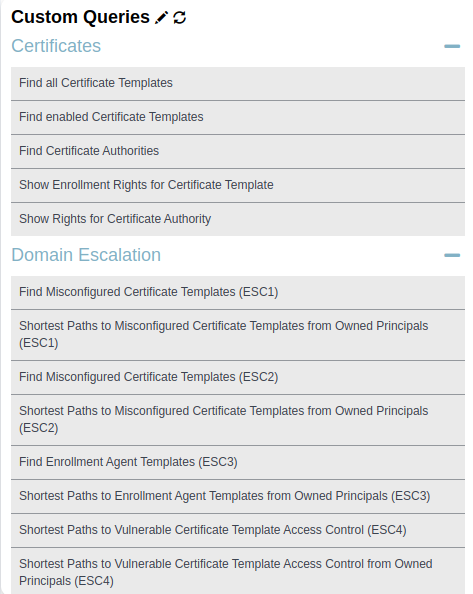 Custom Queries
Certificates
Find all Certificate Templates
Find enabled Certificate Templates
Find Certificate Authorities
Show Enrollment Rights for Certificate Template
Show Rights for Certificate Authority
Domain Escalation
Find Misconfigured Certificate Templates (ESC1)
Shortest Paths to Misconfigured Certificate Templates from Owned Principals
(ESC1)
Find Misconfigured Certificate Templates (ESC2)
Shortest Paths to Misconfigured Certificate Templates from Owned Principals
(ESC2)
Find Enrollment Agent Templates (ESC3)
Shortest Paths to Enrollment Agent Templates from Owned Principals (ESC3)
Shortest Paths to Vulnerable Certificate Template Access Control (ESC4)
Shortest Paths to Vulnerable Certificate Template Access Control from Owned
Principals (ESC4)